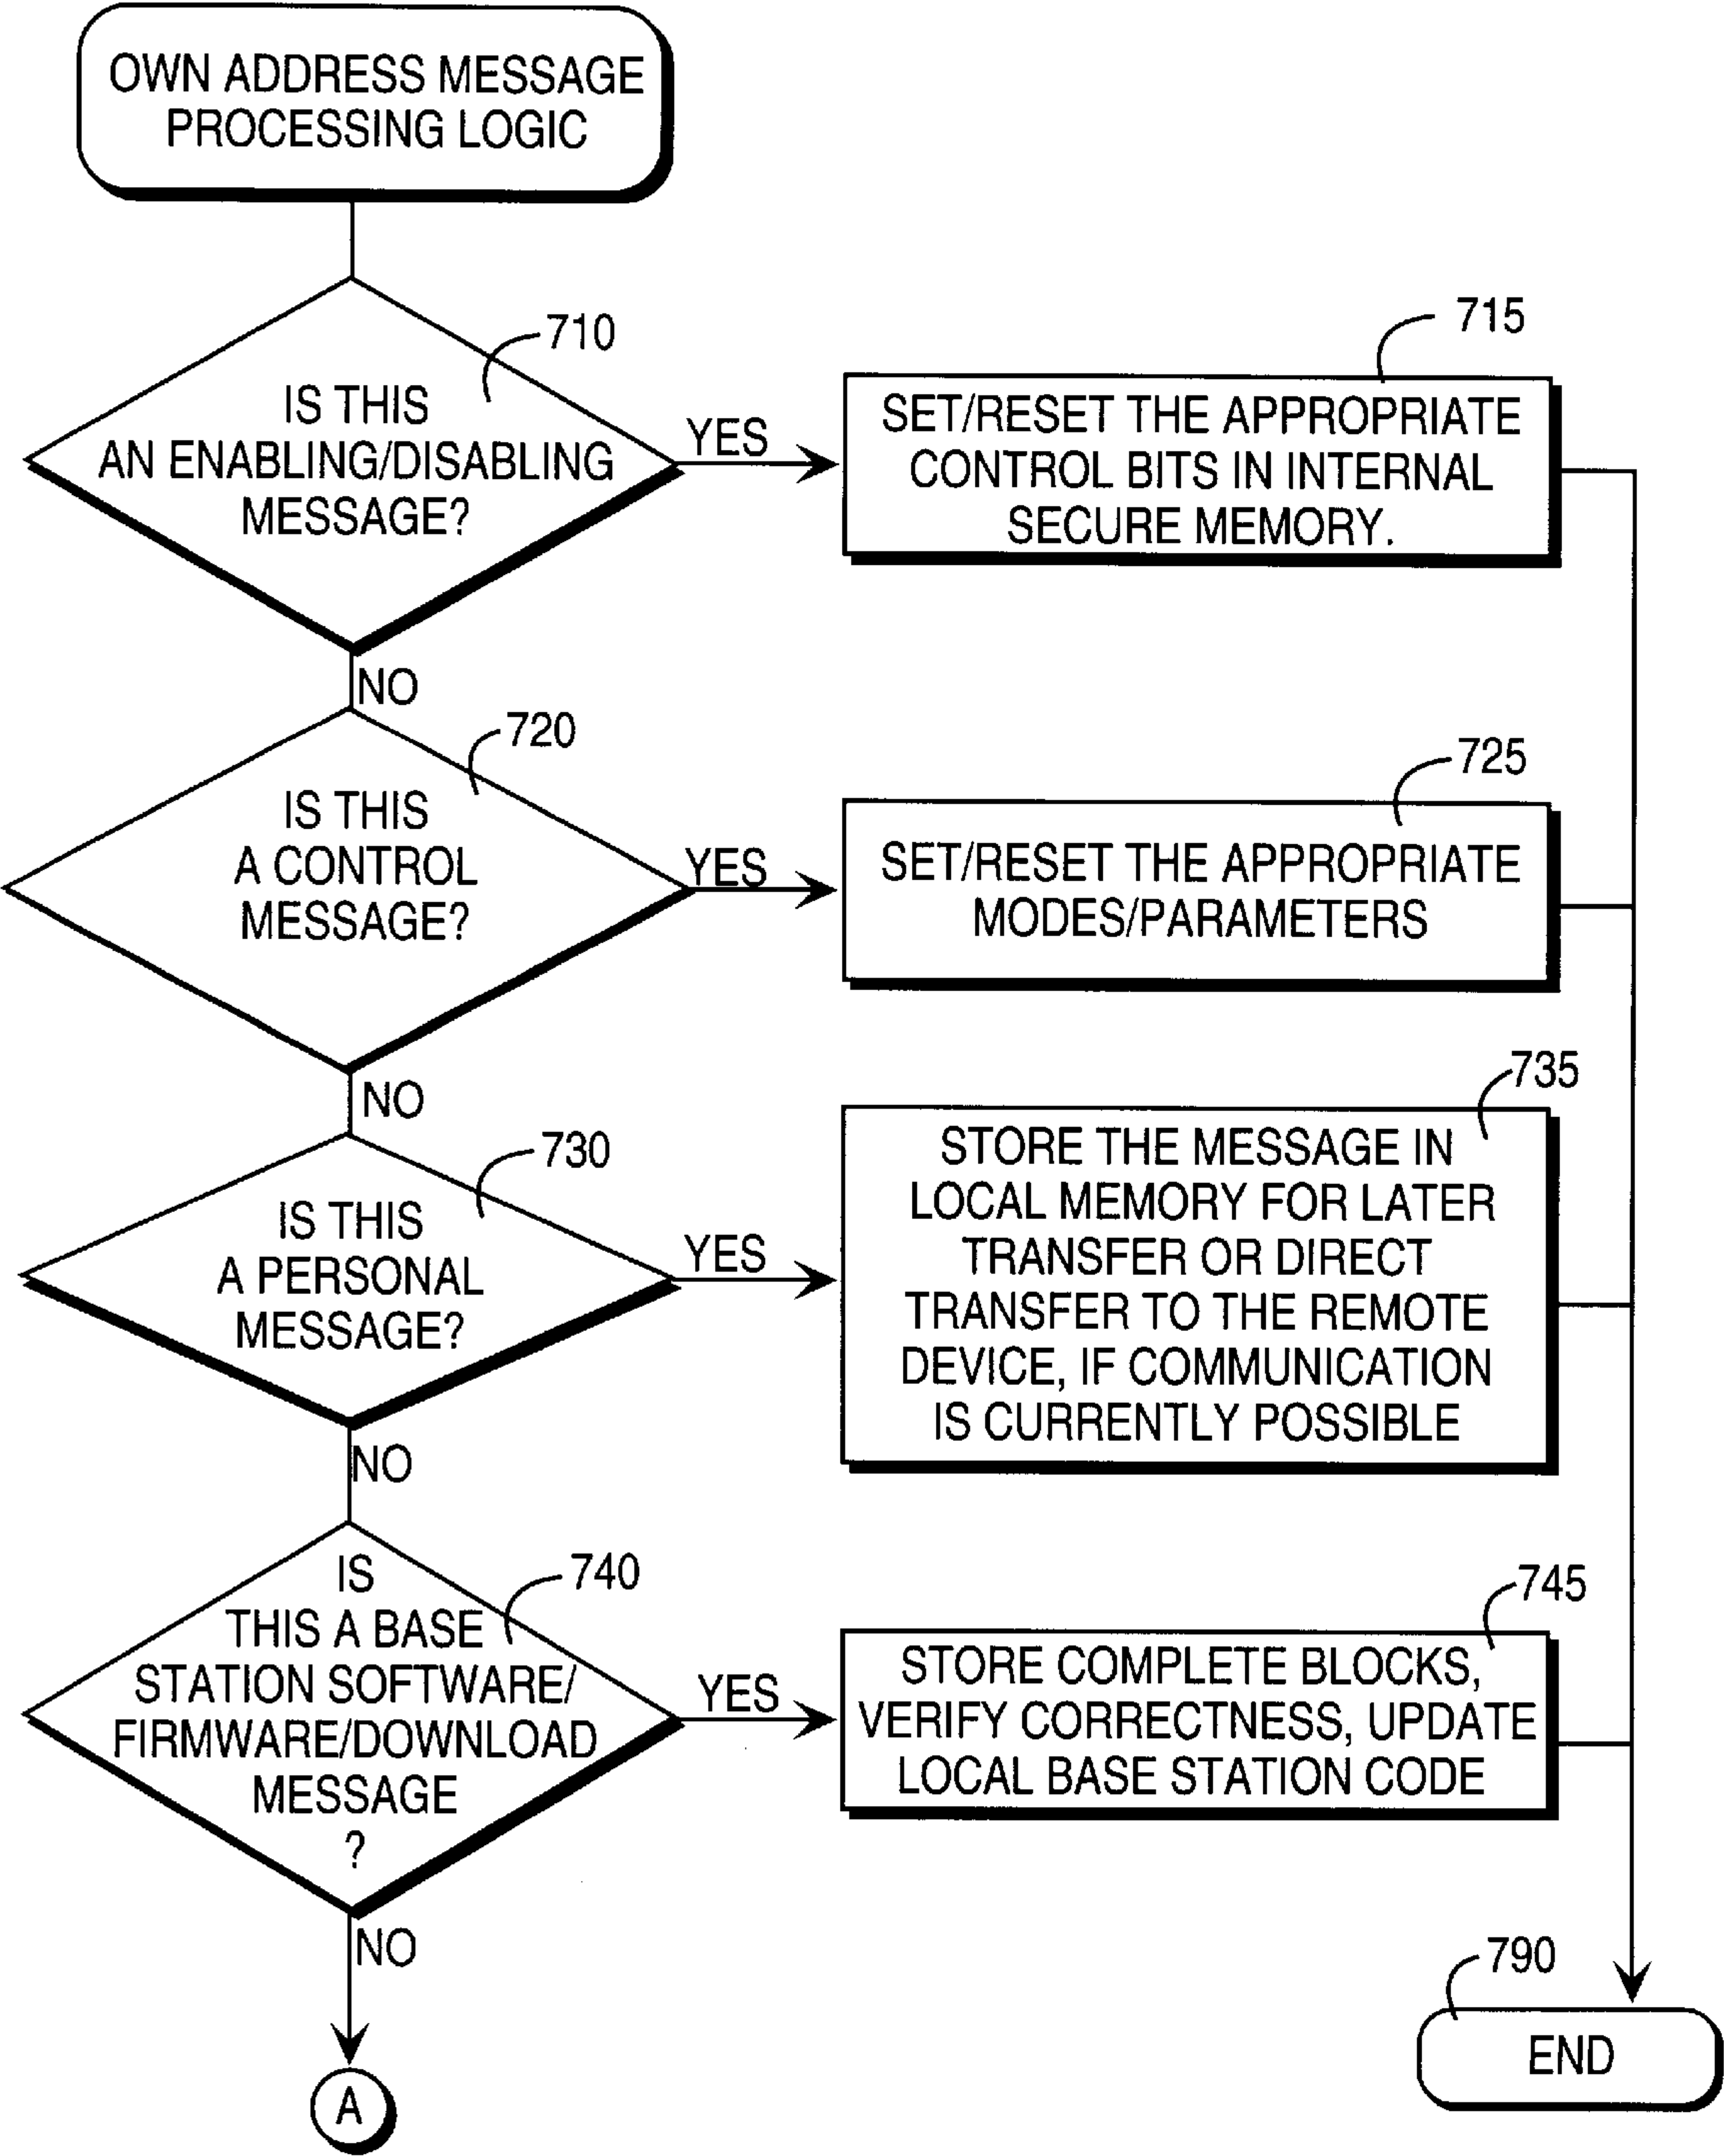 OWN ADDRESS MESSAGE
PROCESSING LOGIC
710
IS THIS
AN ENABLING/DISABLING
MESSAGE?
YES
715
SET/RESET THE APPROPRIATE
CONTROL BITS IN INTERNAL
SECURE MEMORY.
NO
720
IS THIS
A CONTROL
MESSAGE?
YES
725
SET/RESET THE APPROPRIATE
MODES/PARAMETERS
NO
730
IS THIS
A PERSONAL
MESSAGE?
YES
735
STORE THE MESSAGE IN
LOCAL MEMORY FOR LATER
TRANSFER OR DIRECT
TRANSFER TO THE REMOTE
DEVICE, IF COMMUNICATION
IS CURRENTLY POSSIBLE
NO
740
IS
THIS A BASE
STATION SOFTWARE/
FIRMWARE/DOWNLOAD
MESSAGE
?
YES
745
STORE COMPLETE BLOCKS,
VERIFY CORRECTNESS, UPDATE
LOCAL BASE STATION CODE
NO
A
790
END